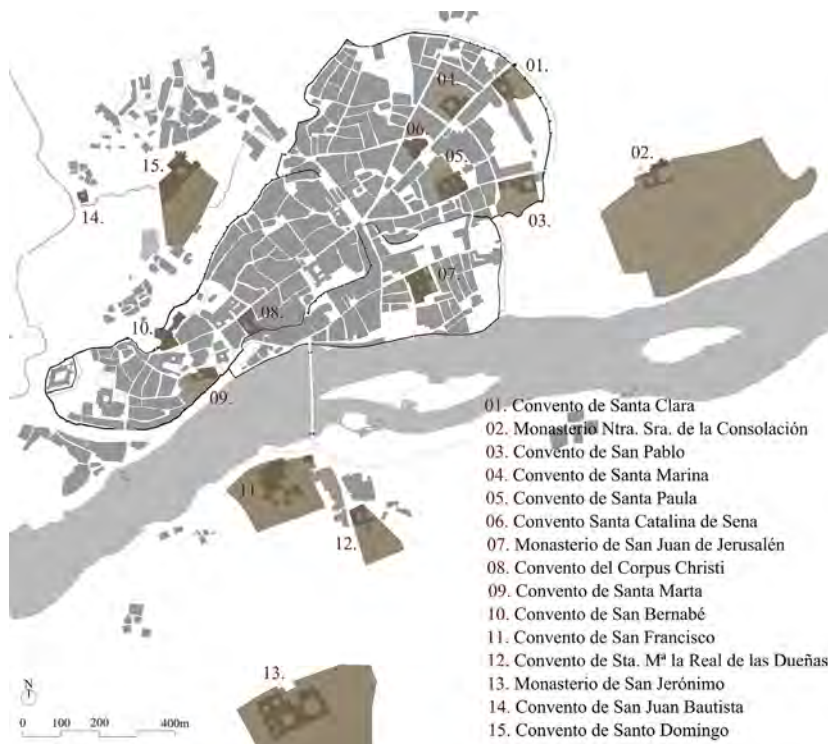 01.
04.
06.
02.
15.
05.
14.
03.
07.
08.
10.
09.
01. Convento de Santa Clara
02. Monasterio Ntra. Sra. de la Consolación
03. Convento de San Pablo
04. Convento de Santa Marina
05. Convento de Santa Paula
06. Convento Santa Catalina de Sena
07. Monasterio de San Juan de Jerusalén
08. Convento del Corpus Christi
09. Convento de Santa Marta
10. Convento de San Bernabé
11. Convento de San Francisco
12. Convento de Sta. Mª la Real de las Dueñas
13. Monasterio de San Jerónimo
14. Convento de San Juan Bautista
15. Convento de Santo Domingo
11.
12.
13.
N
0 100 200 400m